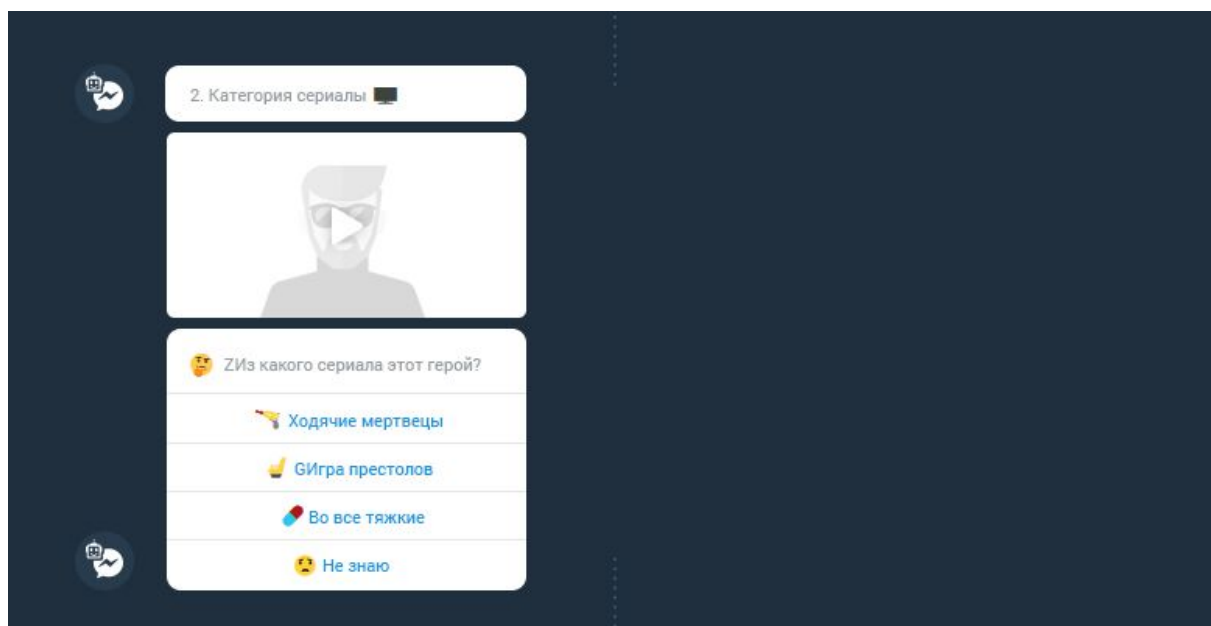 2. Категория сериалы 🖥️
🤔 ZИз какого сериала этот герой?
Ходячие мертвецы
GИгра престолов
Во все тяжкие
Не знаю